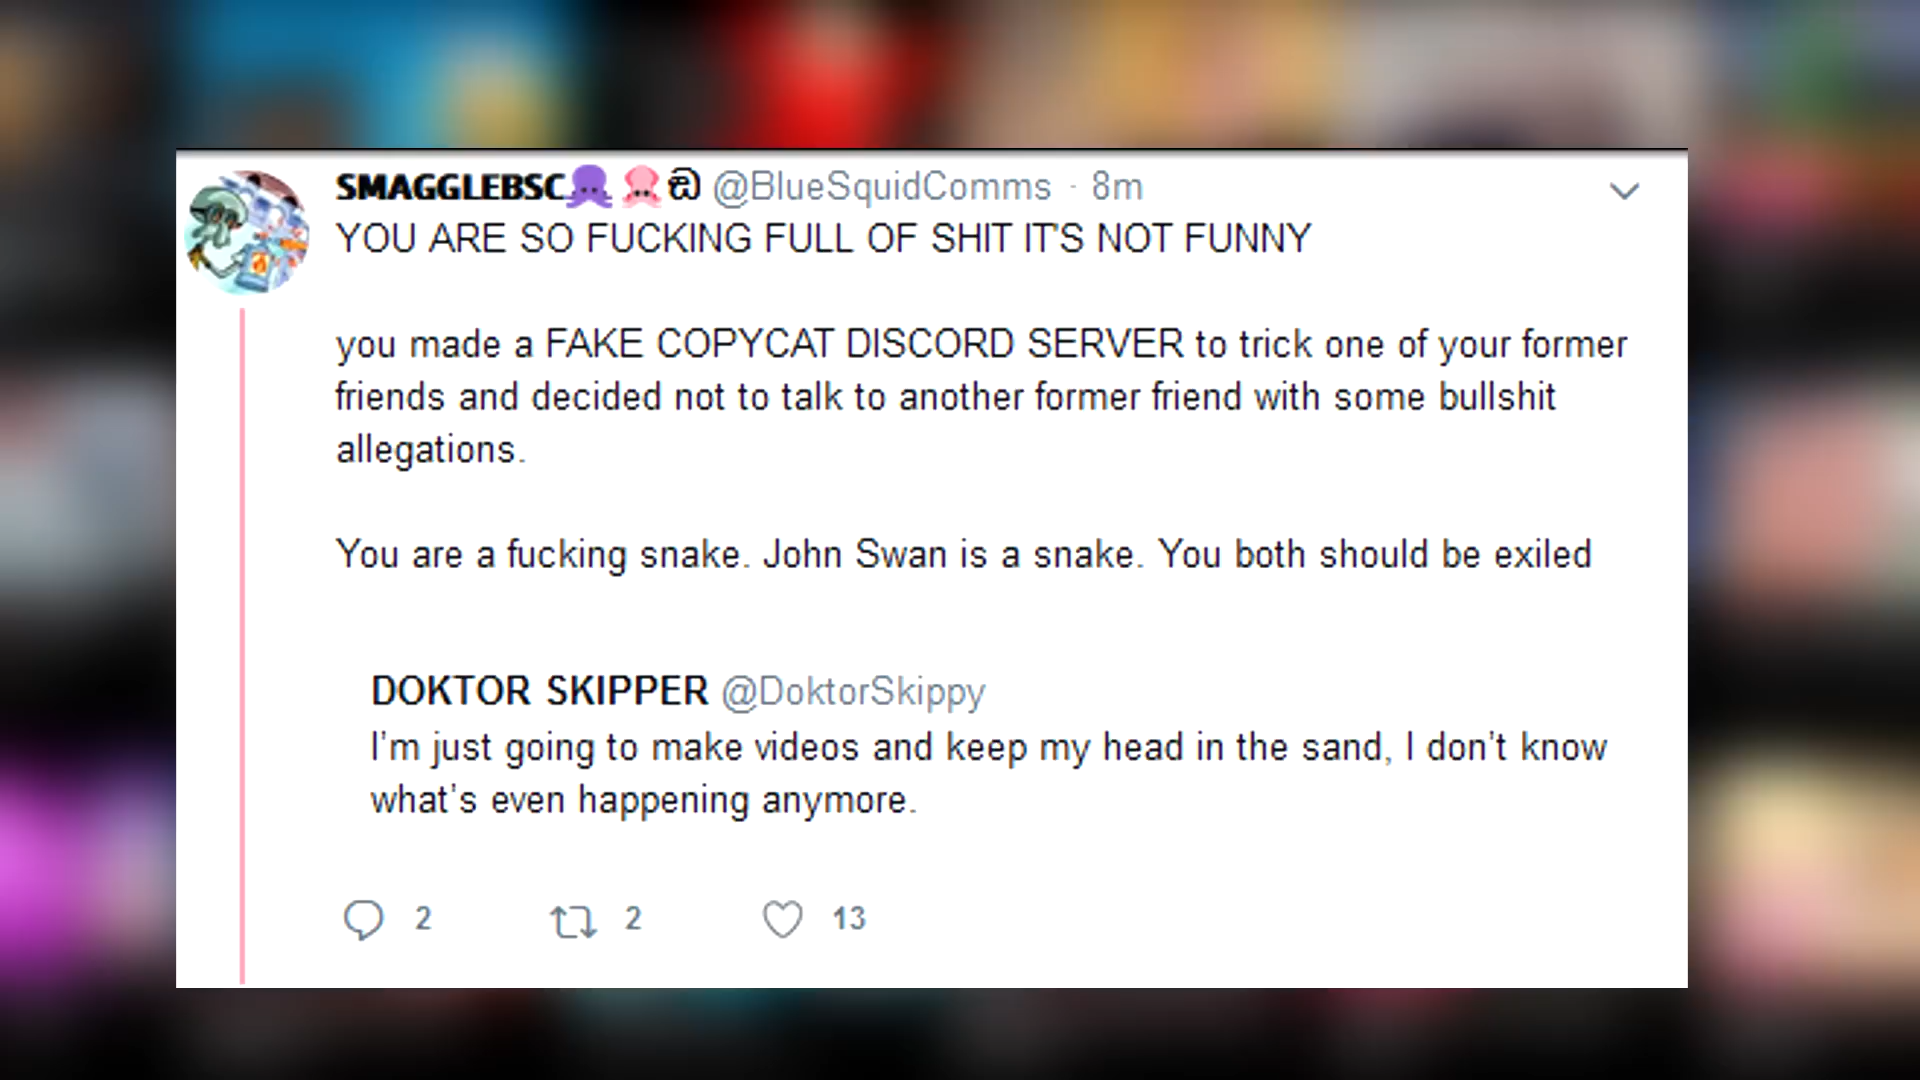 SMAGGLEBSC🐙🦑ඬ @BlueSquidComms · 8m
YOU ARE SO FUCKING FULL OF SHIT IT'S NOT FUNNY
you made a FAKE COPYCAT DISCORD SERVER to trick one of your former
friends and decided not to talk to another former friend with some bullshit
allegations.
You are a fucking snake. John Swan is a snake. You both should be exiled
DOKTOR SKIPPER @DoktorSkippy
I'm just going to make videos and keep my head in the sand, I don't know
what's even happening anymore.
2 2 13